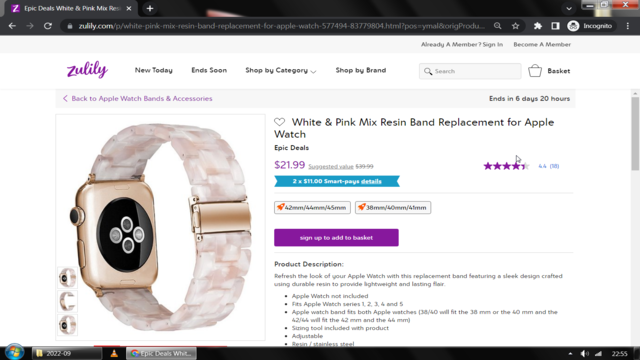 Epic Deals White & Pink Mix Resi
Incognito
zulily.com/p/white-pink-mix-resin-band-replacement-for-apple-watch-577494-83779804.html?pos=ymal&origProdu...
Already A Member? Sign In
Become A Member
zulily
New Today
Ends Soon
Shop by Category
Shop by Brand
Search
Basket
Back to Apple Watch Bands & Accessories
Ends in 6 days 20 hours
White & Pink Mix Resin Band Replacement for Apple
Watch
Epic Deals
$21.99 Suggested value $39.99
4.4 (18)
2 x $11.00 Smart-pays details
42mm/44mm/45mm
38mm/40mm/41mm
sign up to add to basket
Product Description:
Refresh the look of your Apple Watch with this replacement band featuring a sleek design crafted
using durable resin to provide lightweight and lasting flair.
• Apple Watch not included
• Fits Apple Watch series 1, 2, 3, 4 and 5
• Apple watch band fits both Apple watches (38/40 will fit the 38 mm or the 40 mm and the
42/44 will fit the 42 mm and the 44 mm)
• Sizing tool included with product
• Adjustable
• Resin / stainless steel
2022-09
Epic Deals Whit...
22:55